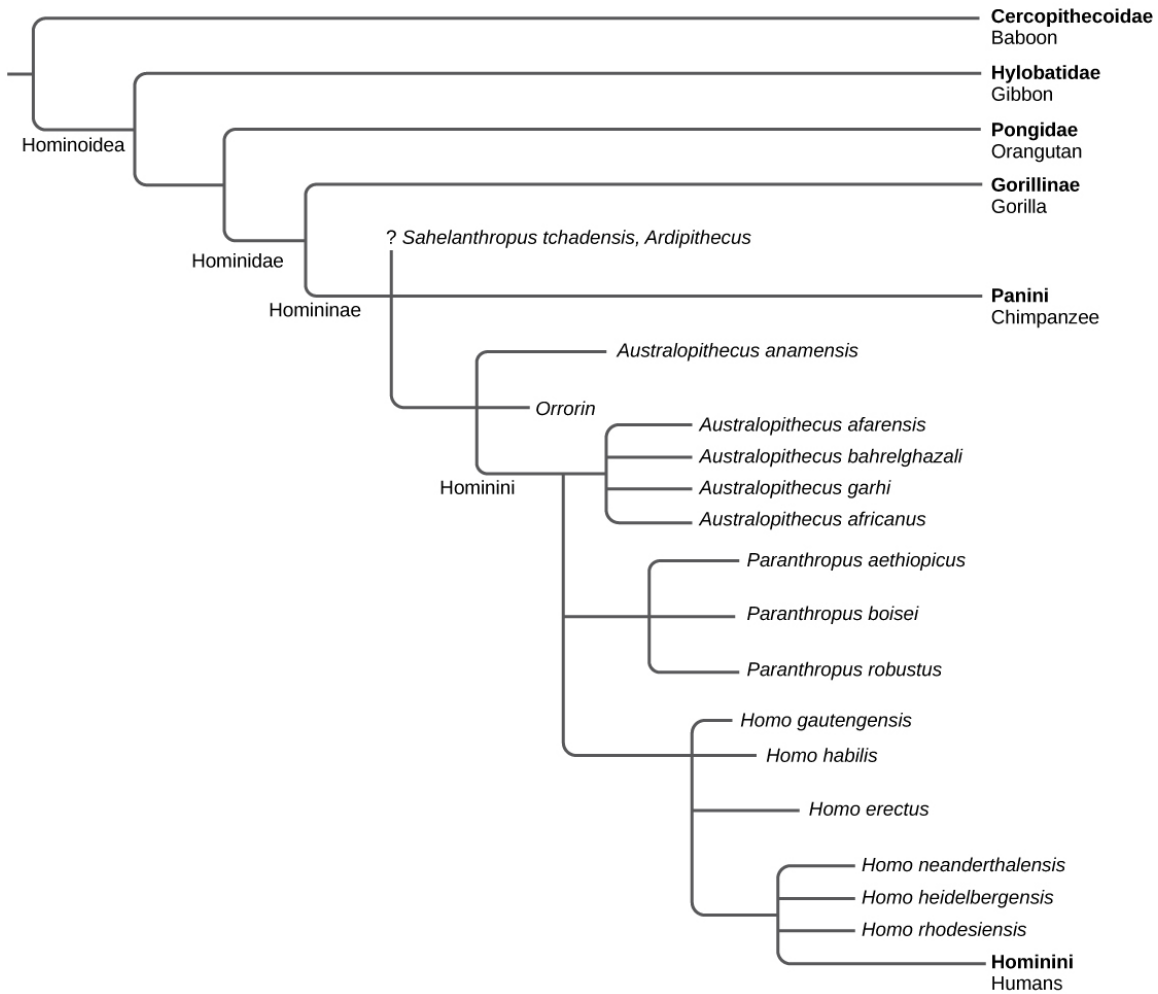 Cercopithecoidae
Baboon
Hylobatidae
Gibbon
Hominoidea
Pongidae
Orangutan
Gorillinae
Gorilla
? Sahelanthropus tchadensis, Ardipithecus
Hominidae
Homininae
Panini
Chimpanzee
Australopithecus anamensis
Orrorin
Australopithecus afarensis
Australopithecus bahrelghazali
Hominini
Australopithecus garhi
Australopithecus africanus
Paranthropus aethiopicus
Paranthropus boisei
Paranthropus robustus
Homo gautengensis
Homo habilis
Homo erectus
Homo neanderthalensis
Homo heidelbergensis
Homo rhodesiensis
Hominini
Humans